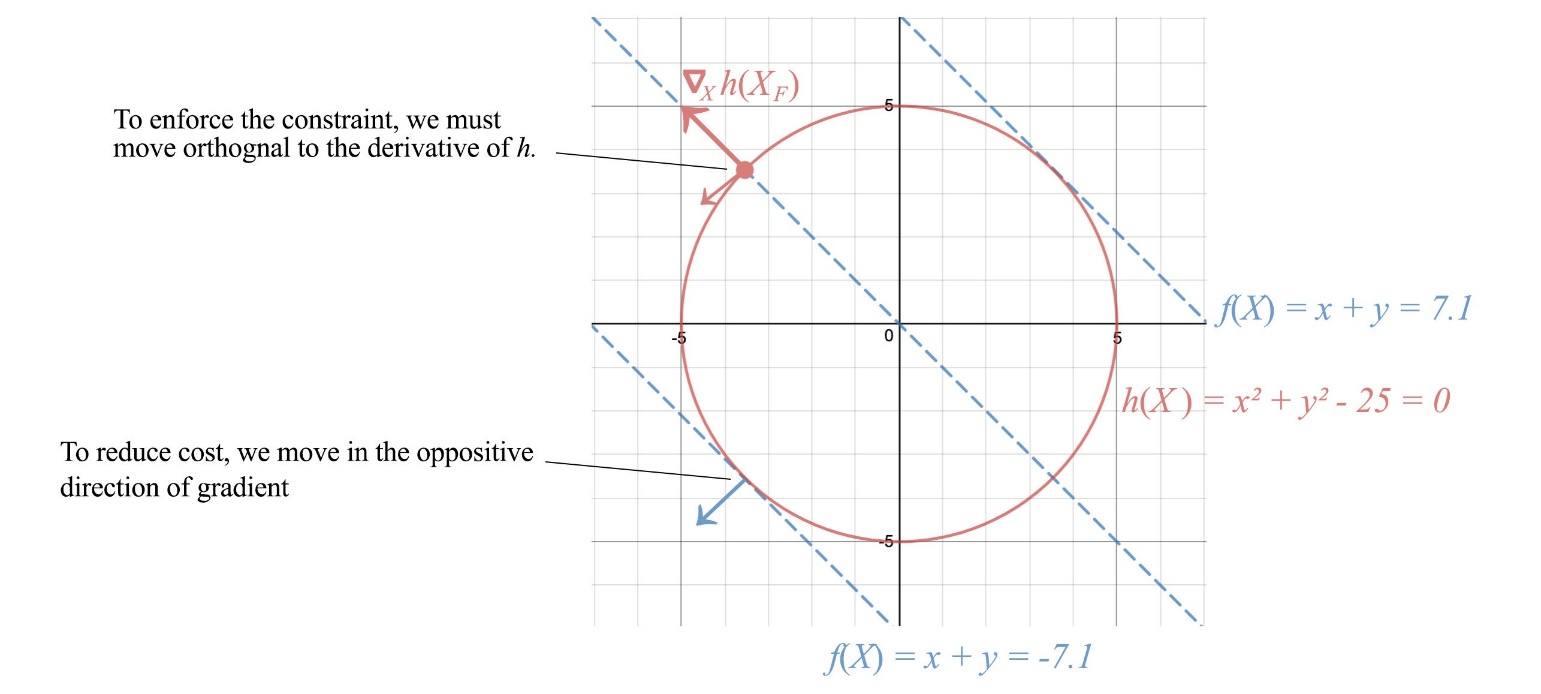 ∇X h(XF)
To enforce the constraint, we must
move orthognal to the derivative of h.
5
-5
0
5
f(X) = x + y = 7.1
h(X) = x² + y² - 25 = 0
To reduce cost, we move in the oppositive
direction of gradient
-5
f(X) = x + y = -7.1